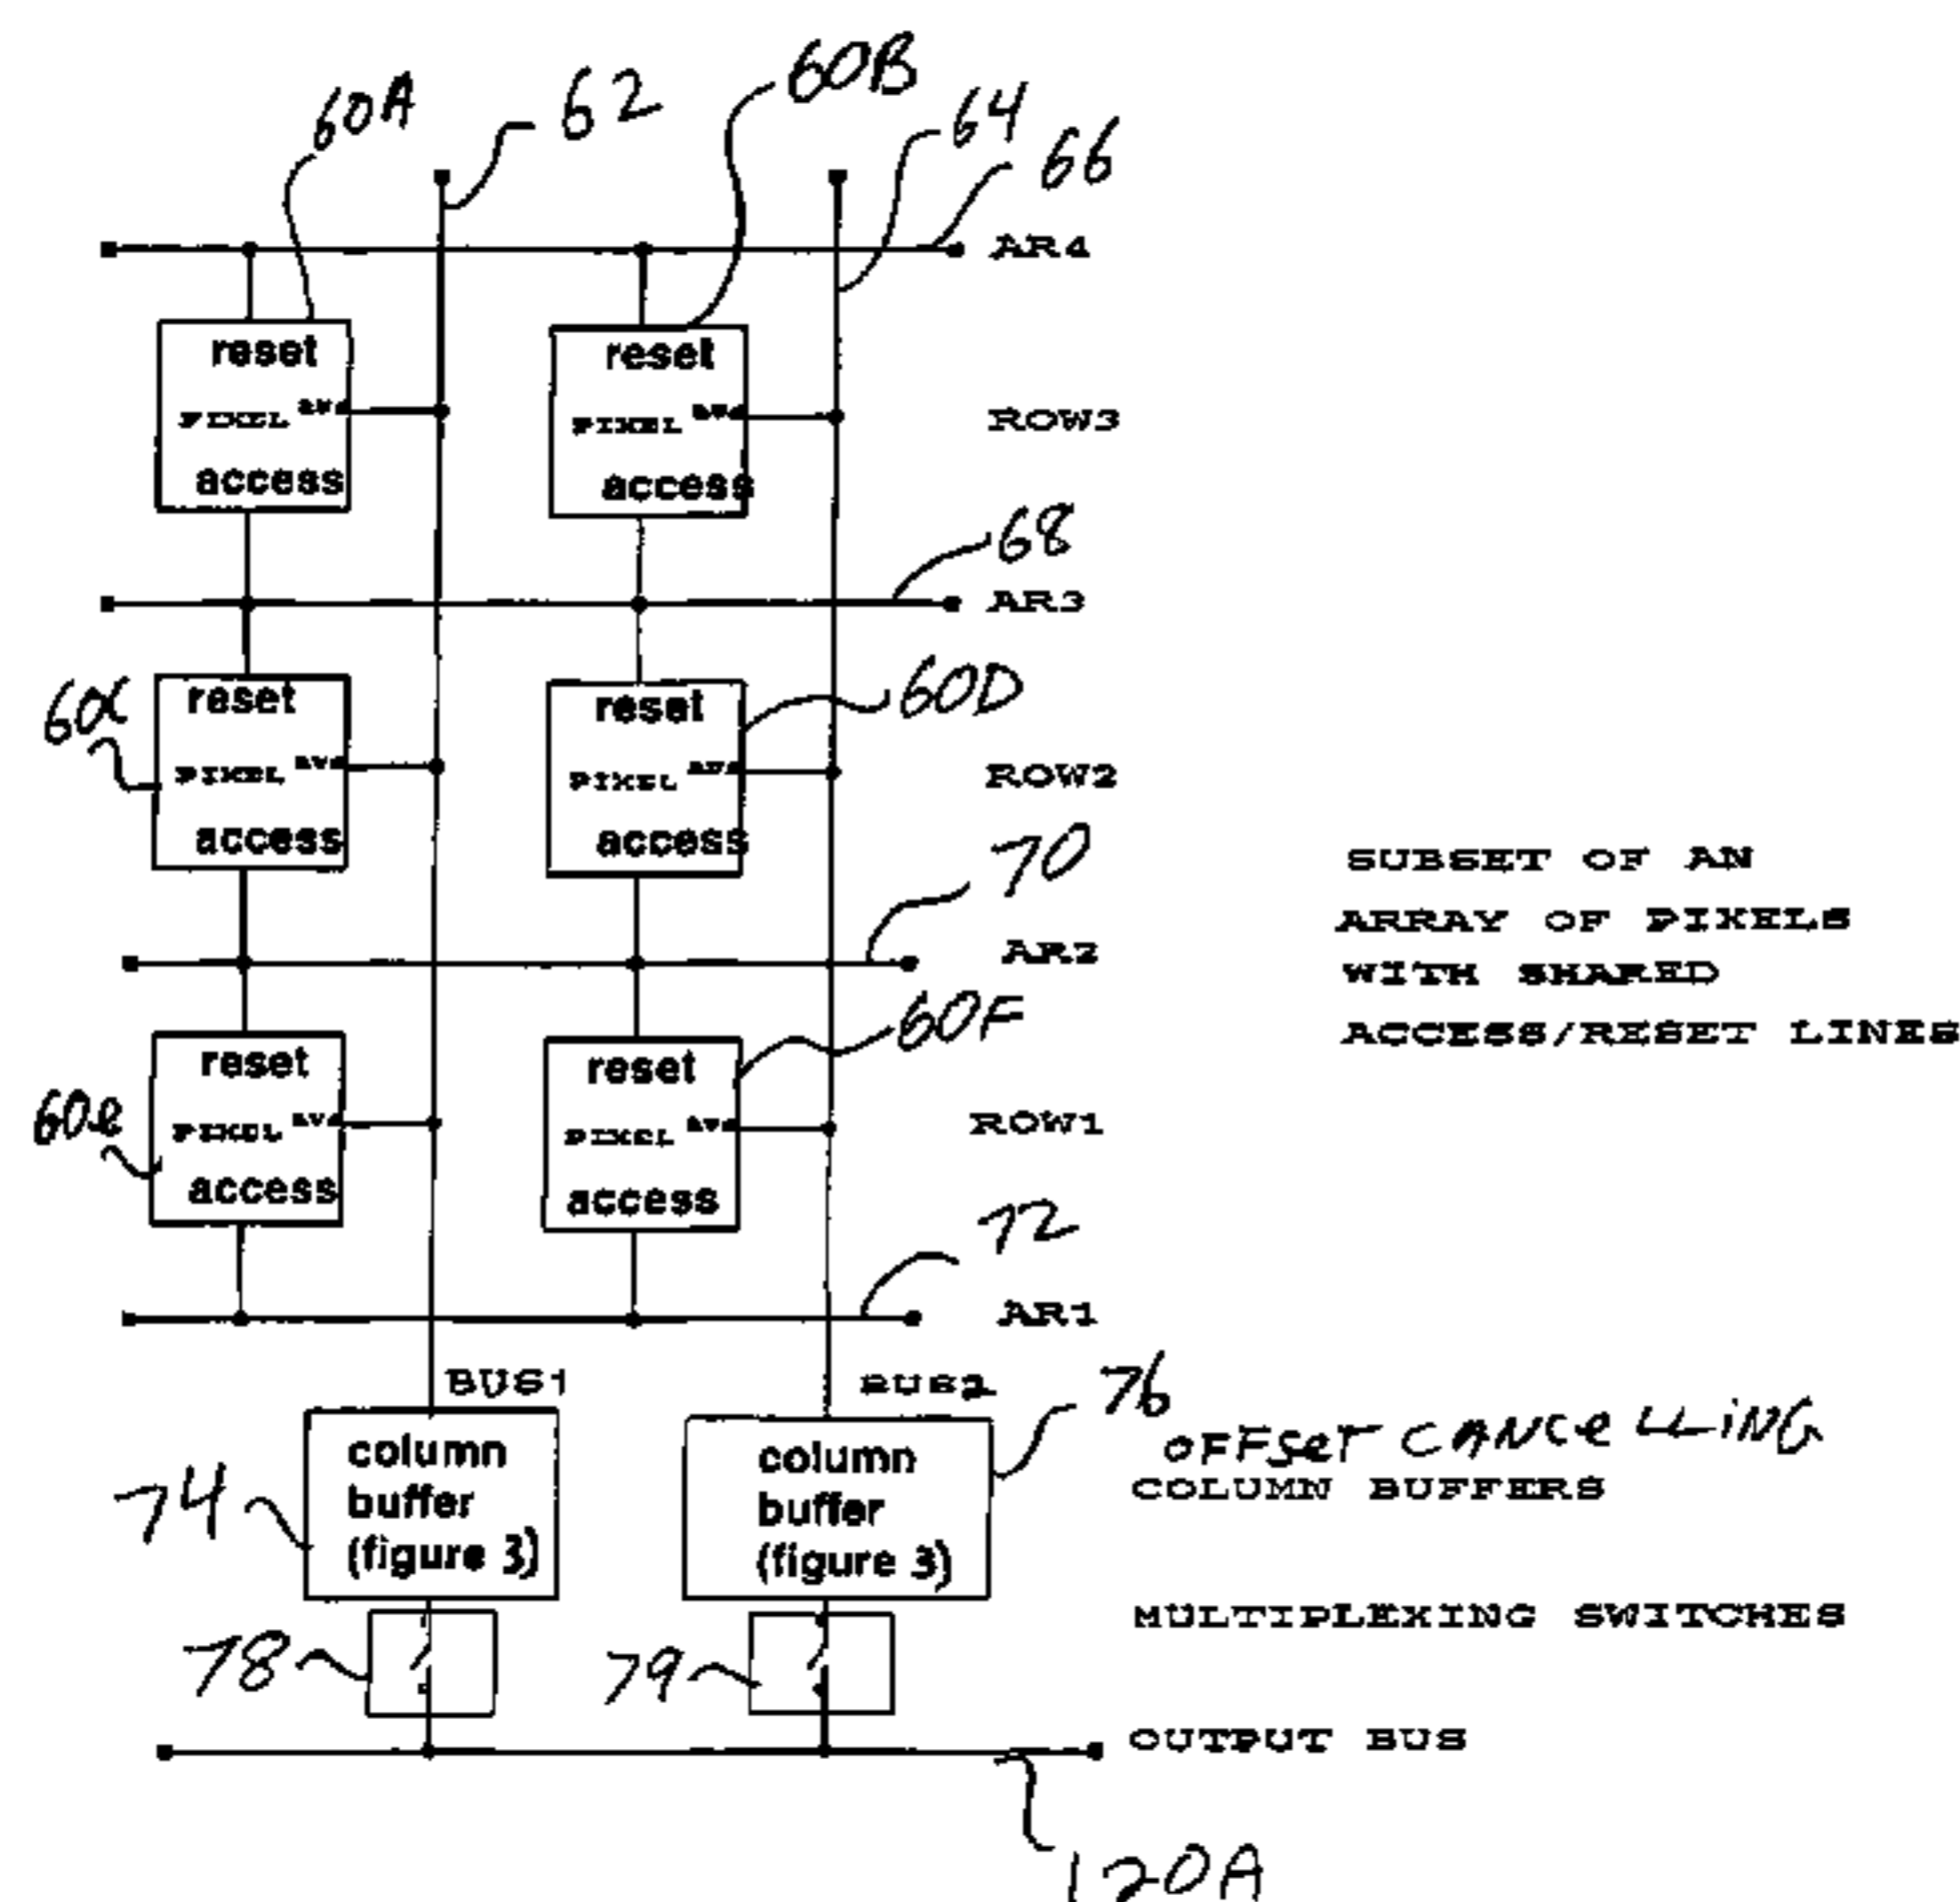 60A
62
60B
64
66
AR4
reset
reset
PIXEL
PIXEL
ROW3
access
access
68
AR3
60C
reset
reset
60D
PIXEL
PIXEL
ROW2
access
access
70
AR2
60F
reset
reset
60e
PIXEL
PIXEL
ROW1
access
access
72
AR1
SUBSET OF AN
ARRAY OF PIXELS
WITH SHARED
ACCESS/RESET LINES
BUS1
BUS2
74
column
buffer
(figure 3)
column
buffer
(figure 3)
76
OFFSET CANCELLING
COLUMN BUFFERS
78
79
MULTIPLEXING SWITCHES
OUTPUT BUS
120A